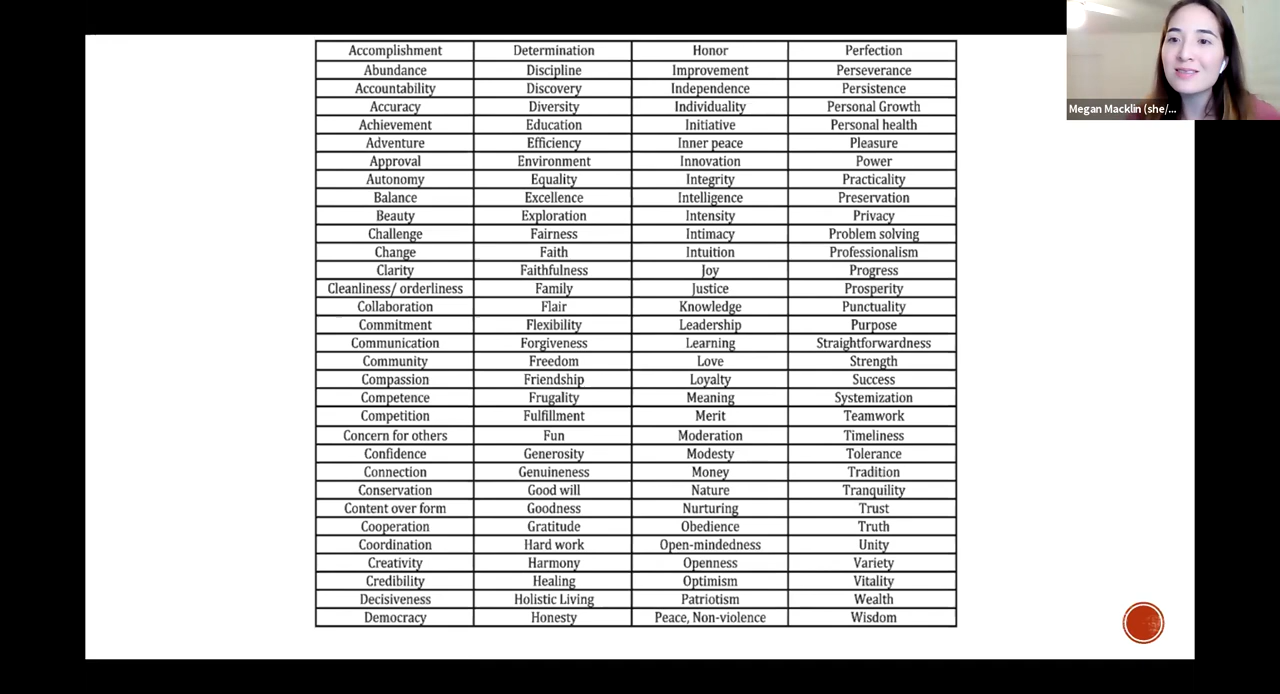 Accomplishment Determination Honor Perfection
Abundance Discipline Improvement Perseverance
Accountability Discovery Independence Persistence
Accuracy Diversity Individuality Personal Growth
Achievement Education Initiative Personal health
Adventure Efficiency Inner peace Pleasure
Approval Environment Innovation Power
Autonomy Equality Integrity Practicality
Balance Excellence Intelligence Preservation
Beauty Exploration Intensity Privacy
Challenge Fairness Intimacy Problem solving
Change Faith Intuition Professionalism
Clarity Faithfulness Joy Progress
Cleanliness/ orderliness Family Justice Prosperity
Collaboration Flair Knowledge Punctuality
Commitment Flexibility Leadership Purpose
Communication Forgiveness Learning Straightforwardness
Community Freedom Love Strength
Compassion Friendship Loyalty Success
Competence Frugality Meaning Systemization
Competition Fulfillment Merit Teamwork
Concern for others Fun Moderation Timeliness
Confidence Generosity Modesty Tolerance
Connection Genuineness Money Tradition
Conservation Good will Nature Tranquility
Content over form Goodness Nurturing Trust
Cooperation Gratitude Obedience Truth
Coordination Hard work Open-mindedness Unity
Creativity Harmony Openness Variety
Credibility Healing Optimism Vitality
Decisiveness Holistic Living Patriotism Wealth
Democracy Honesty Peace, Non-violence Wisdom
Megan Macklin (she/...